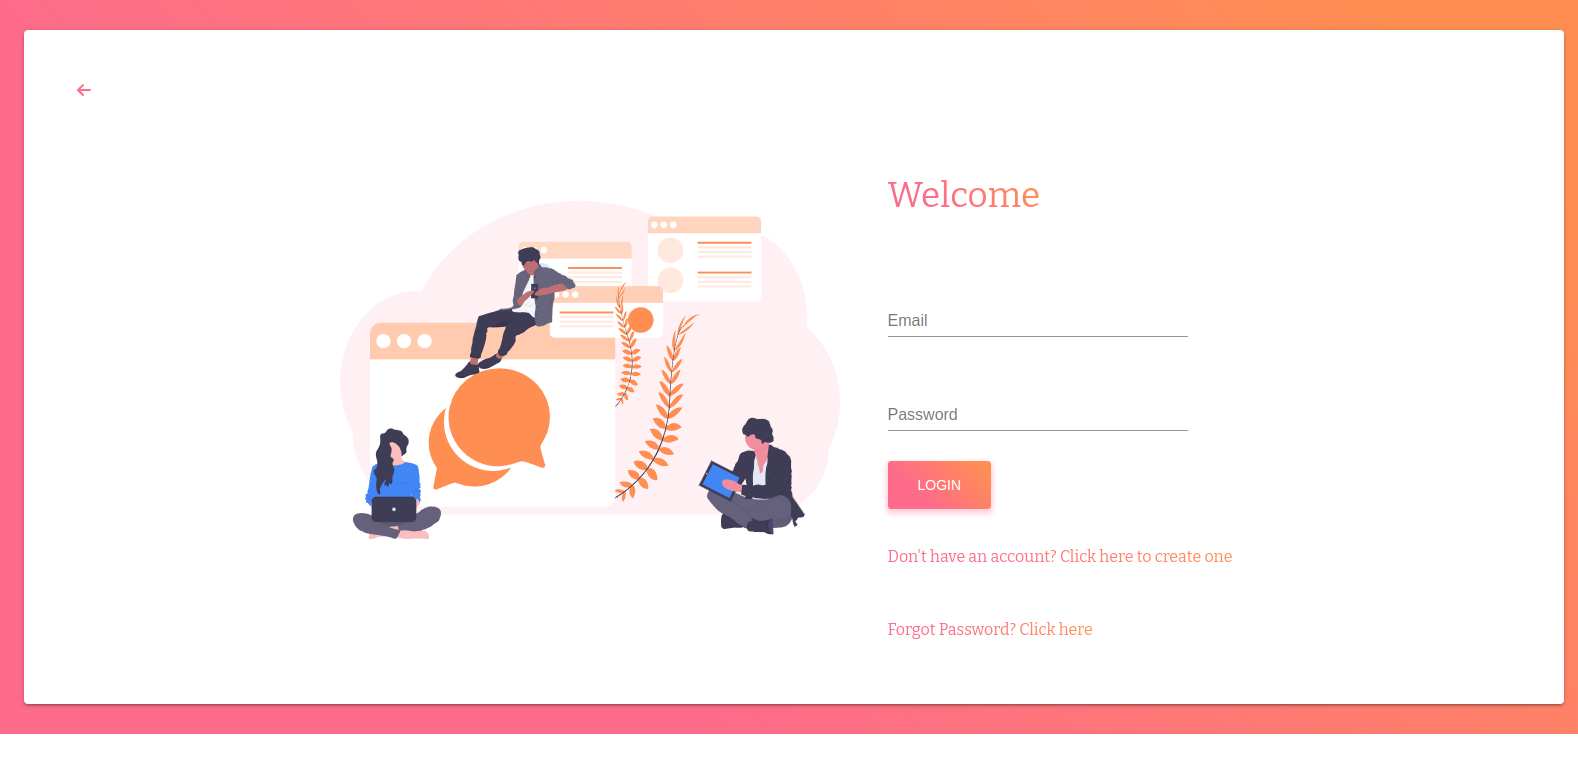 Welcome
Email
Password
LOGIN
Don't have an account? Click here to create one
Forgot Password? Click here